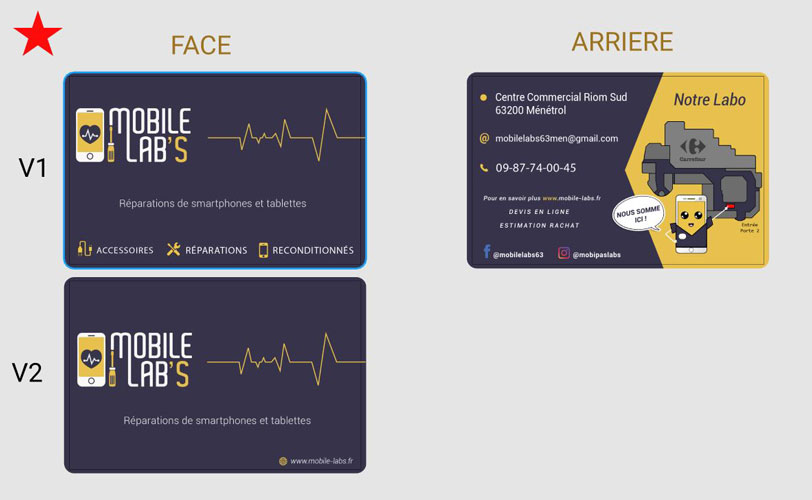 FACE
ARRIERE
V1
MOBILE
LAB'S
Réparations de smartphones et tablettes
ACCESSOIRES
RÉPARATIONS
RECONDITIONNÉS
V2
MOBILE
LAB'S
Réparations de smartphones et tablettes
www.mobile-labs.fr
Centre Commercial Riom Sud
63200 Ménétrol
mobilelabs63men@gmail.com
09-87-74-00-45
Pour en savoir plus www.mobile-labs.fr
DEVIS EN LIGNE
ESTIMATION RACHAT
@mobilelabs63
@mobipaslabs
Notre Labo
Carrefour
NOUS SOMME
ICI !
Entrée
Porte 2